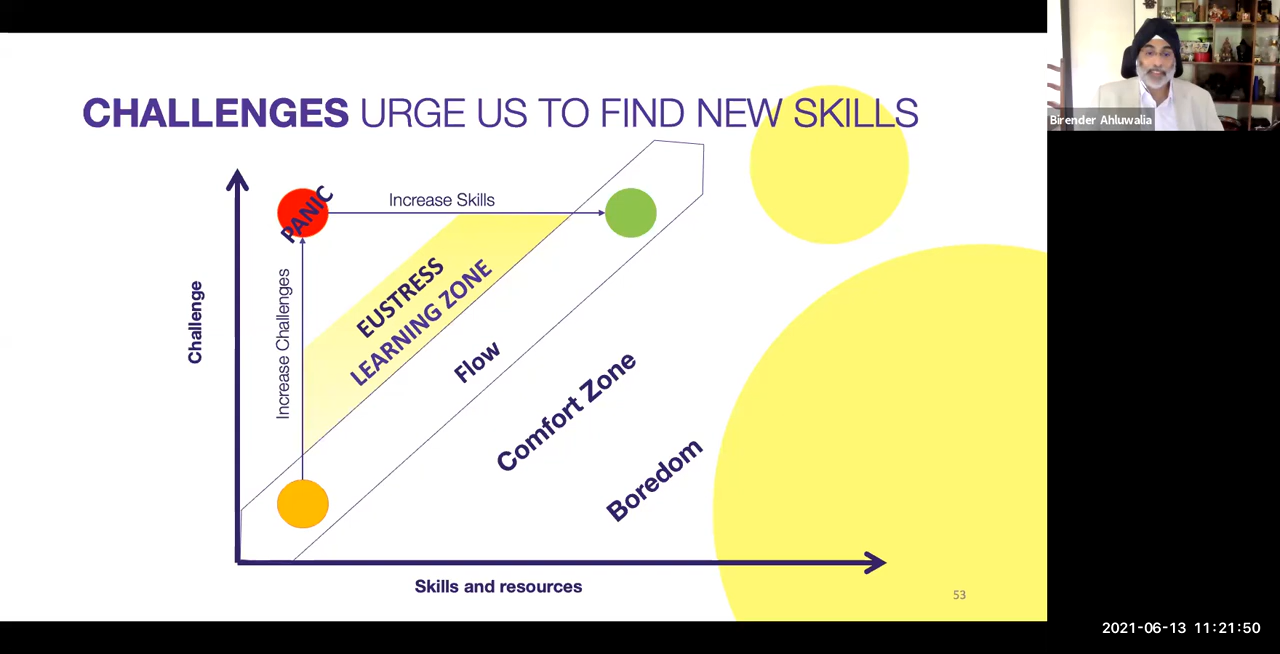 CHALLENGES URGE US TO FIND NEW SKILLS
Birender Ahluwalia
PANIC
Increase Skills
Increase Challenges
Challenge
EUSTRESS
LEARNING ZONE
Flow
Comfort Zone
Boredom
Skills and resources
53
2021-06-13 11:21:50